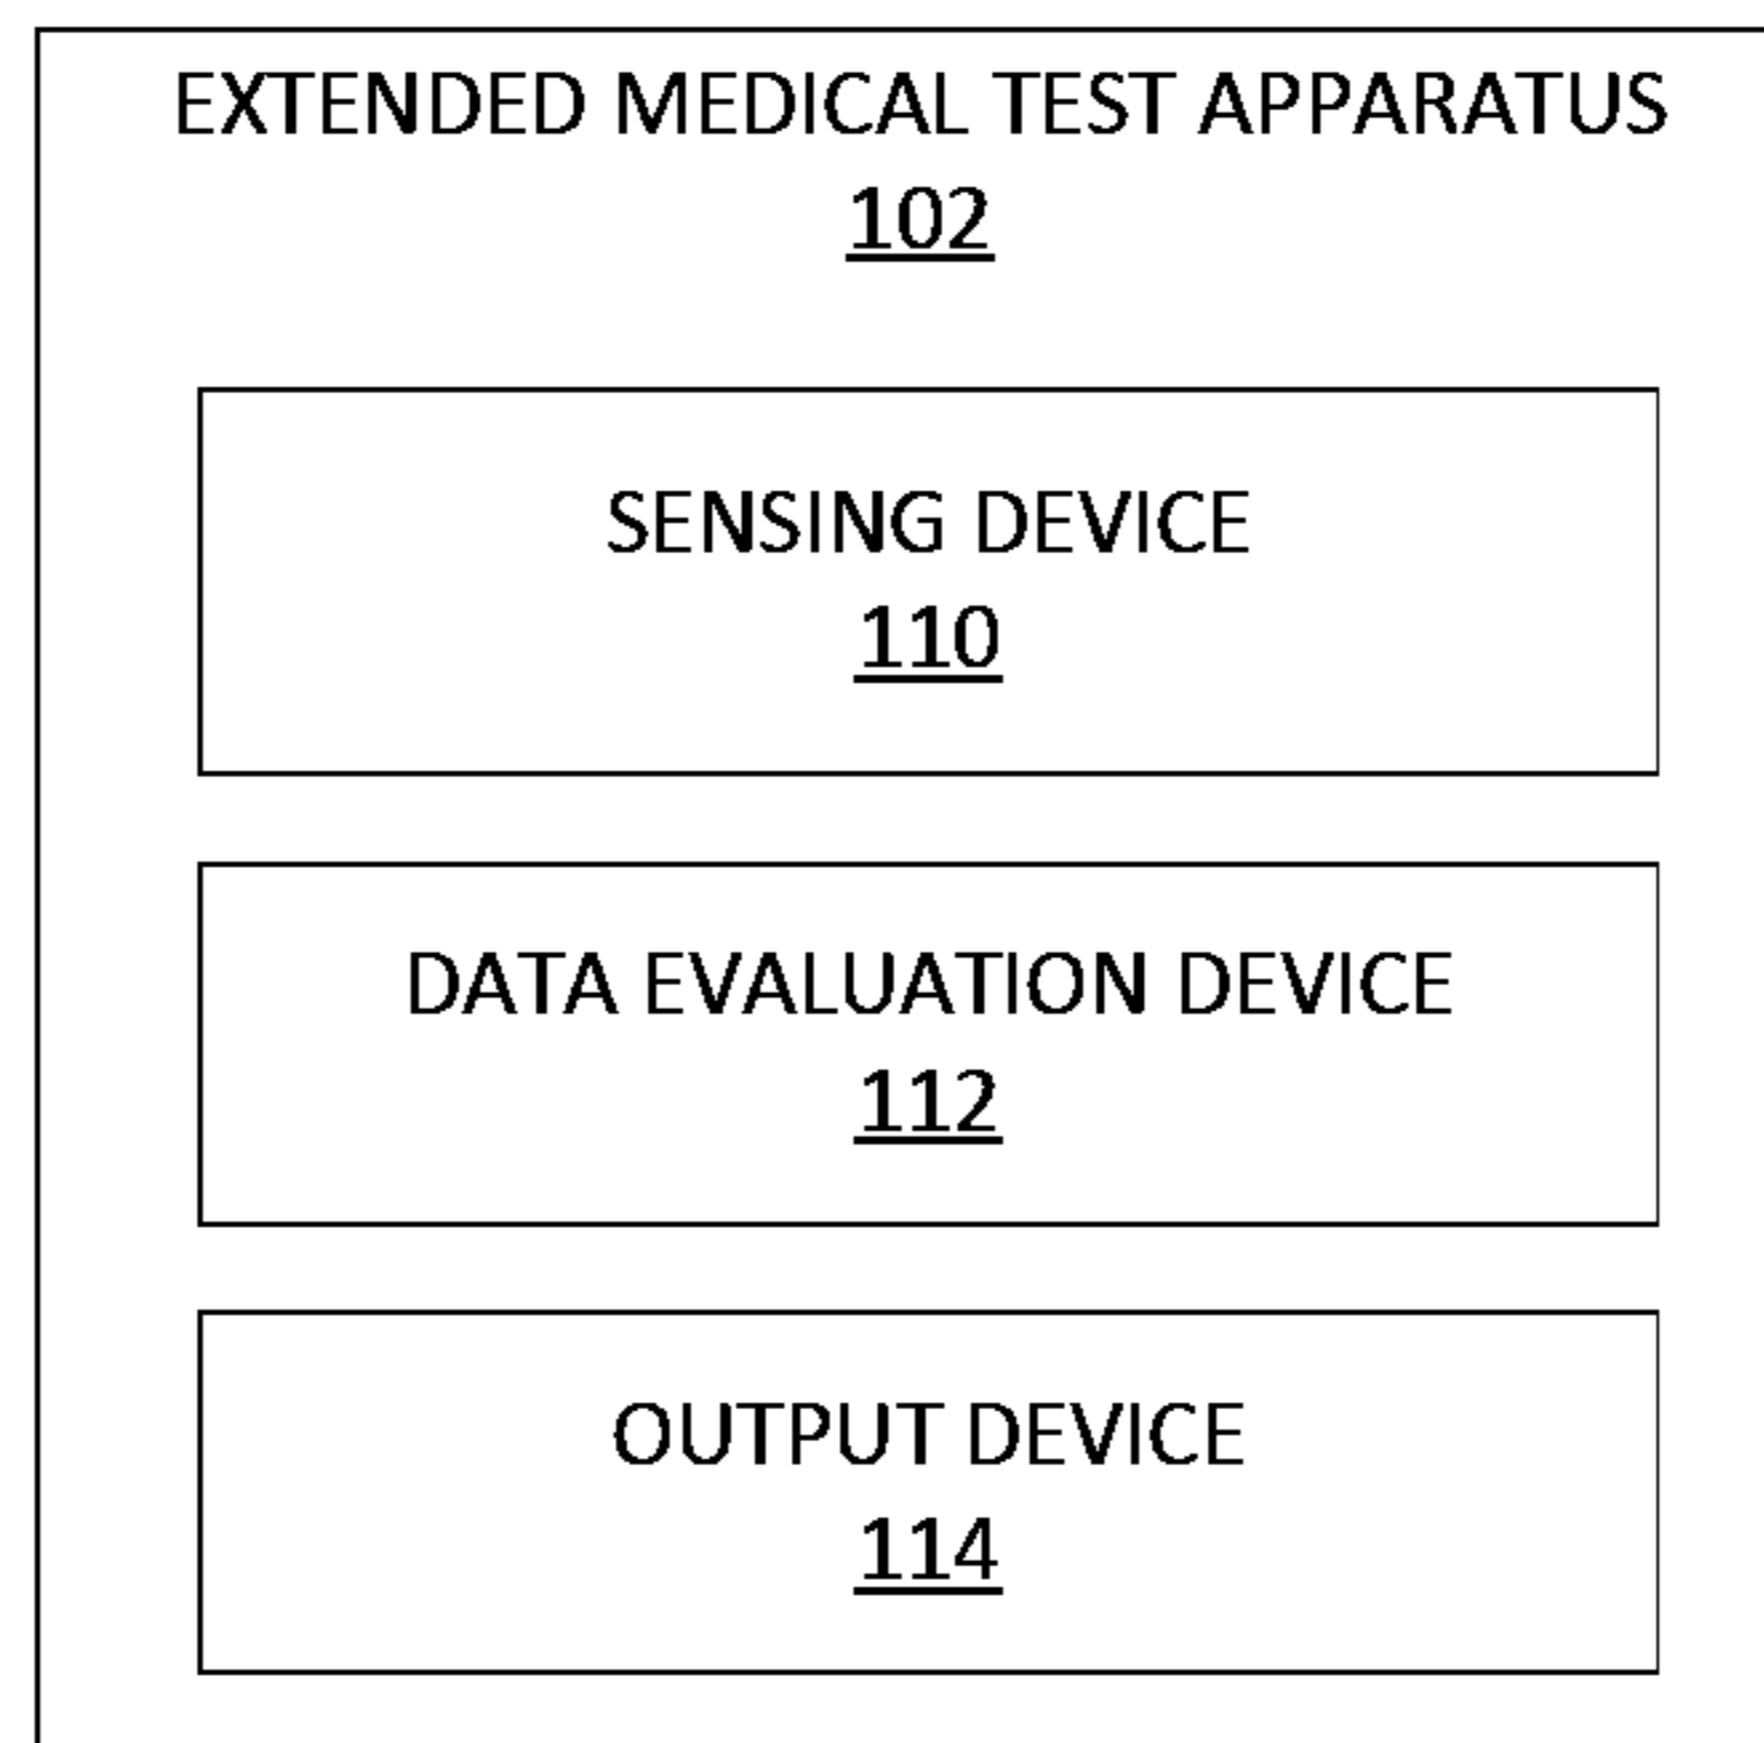 EXTENDED MEDICAL TEST APPARATUS
102
SENSING DEVICE
110
DATA EVALUATION DEVICE
112
OUTPUT DEVICE
114